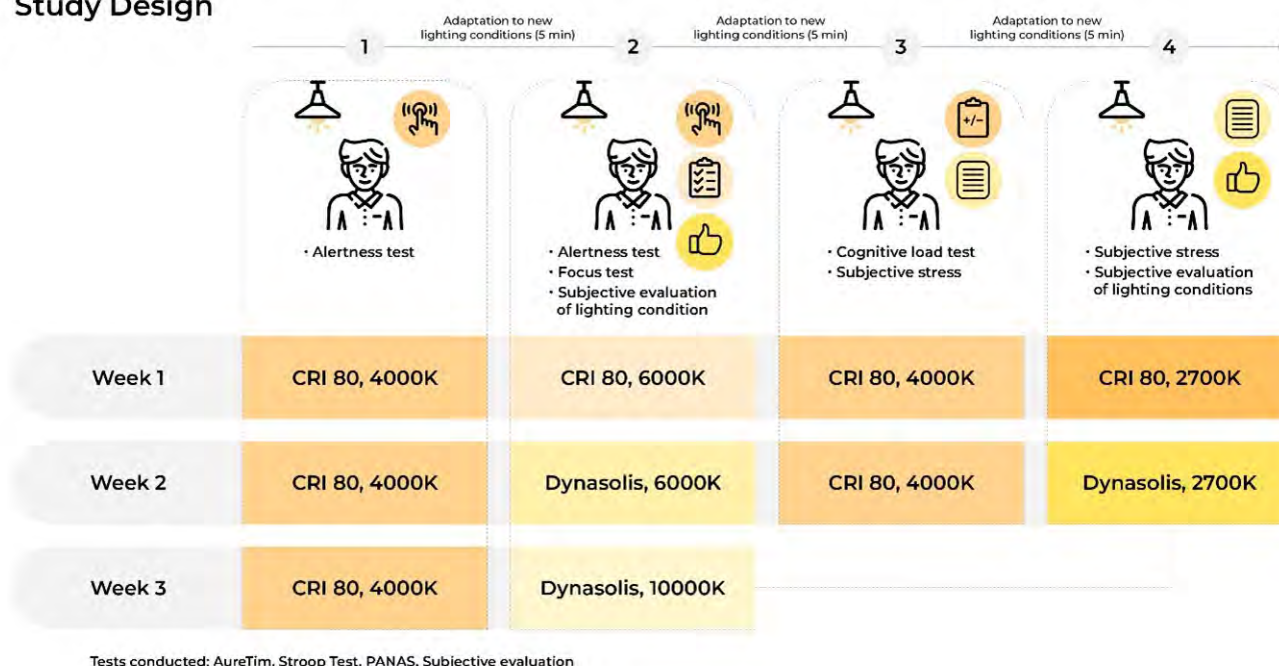 Study Design
Adaptation to new
lighting conditions (5 min)
Adaptation to new
lighting conditions (5 min)
Adaptation to new
lighting conditions (5 min)
1
2
3
4
+/-
· Alertness test
· Alertness test
· Focus test
· Subjective evaluation
of lighting condition
· Cognitive load test
· Subjective stress
· Subjective stress
· Subjective evaluation
of lighting conditions
Week 1
CRI 80, 4000K
CRI 80, 6000K
CRI 80, 4000K
CRI 80, 2700K
Week 2
CRI 80, 4000K
Dynasolis, 6000K
CRI 80, 4000K
Dynasolis, 2700K
Week 3
CRI 80, 4000K
Dynasolis, 10000K
Tests conducted: AureTim, Stroop Test, PANAS, Subjective evaluation